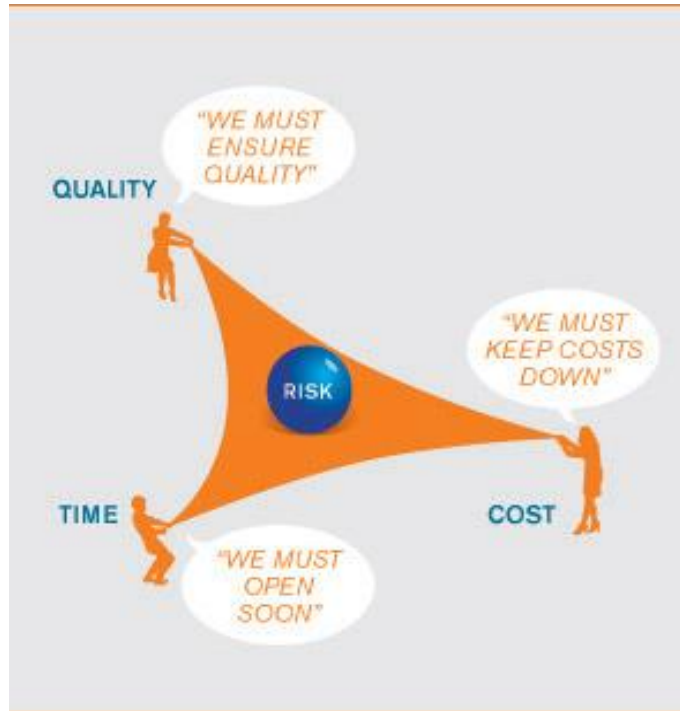 "WE MUST
ENSURE
QUALITY"
QUALITY
"WE MUST
KEEP COSTS
DOWN"
RISK
TIME
COST
"WE MUST
OPEN
SOON"